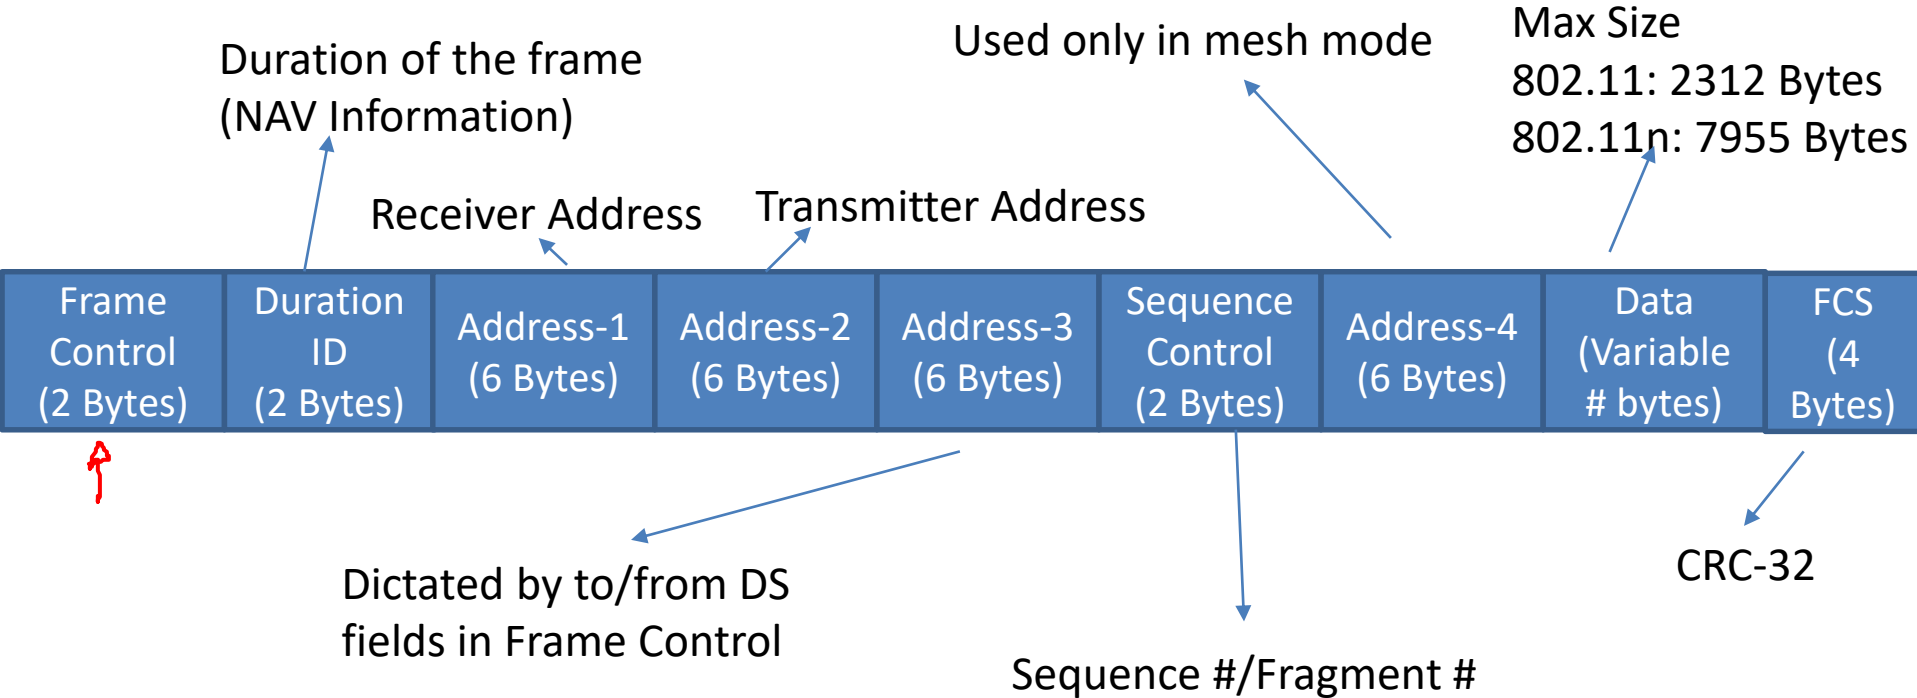 Duration of the frame
(NAV Information)
Used only in mesh mode
Max Size
802.11: 2312 Bytes
802.11n: 7955 Bytes
Receiver Address
Transmitter Address
Frame
Control
(2 Bytes)
Duration
ID
(2 Bytes)
Address-1
(6 Bytes)
Address-2
(6 Bytes)
Address-3
(6 Bytes)
Sequence
Control
(2 Bytes)
Address-4
(6 Bytes)
Data
(Variable
# bytes)
FCS
(4
Bytes)
Dictated by to/from DS
fields in Frame Control
Sequence #/Fragment #
CRC-32